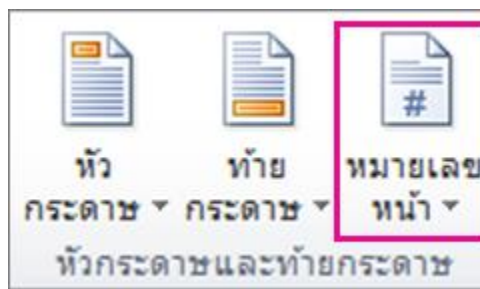 #
หัว
กระดาษ
ท้าย
กระดาษ
หมายเลข
หน้า
หัวกระดาษและท้ายกระดาษ